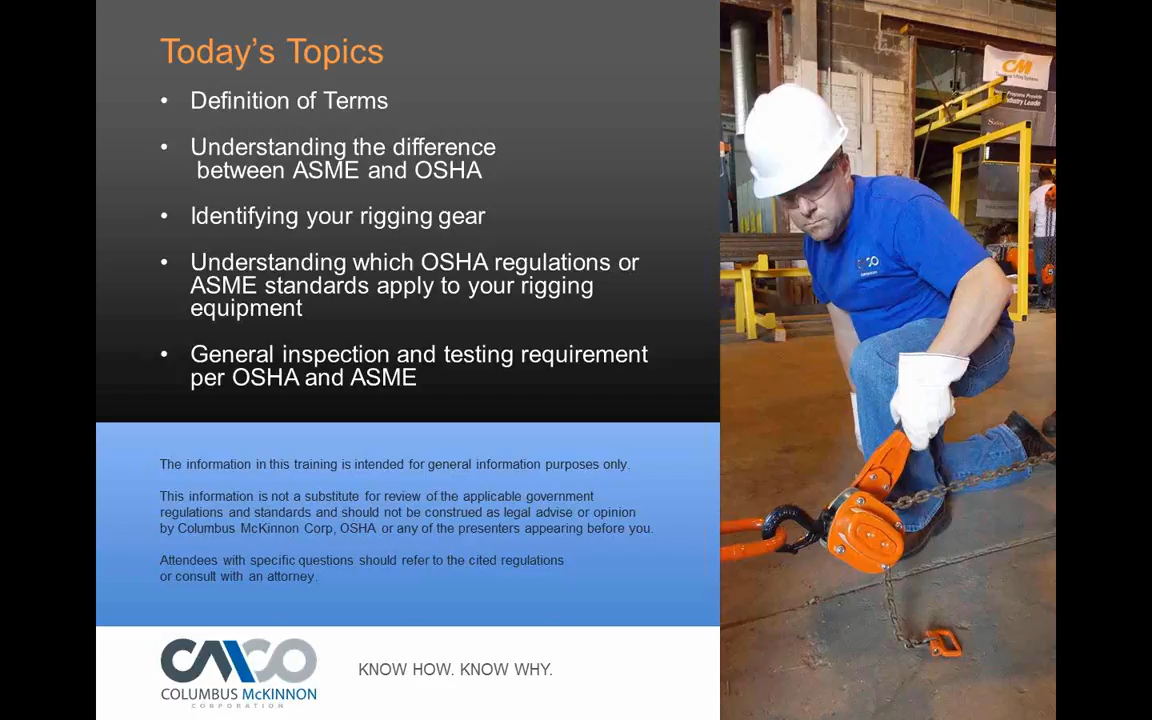 Today's Topics
• Definition of Terms
• Understanding the difference
between ASME and OSHA
• Identifying your rigging gear
• Understanding which OSHA regulations or
ASME standards apply to your rigging
equipment
• General inspection and testing requirement
per OSHA and ASME
The information in this training is intended for general information purposes only.
This information is not a substitute for review of the applicable government
regulations and standards and should not be construed as legal advise or opinion
by Columbus McKinnon Corp, OSHA or any of the presenters appearing before you.
Attendees with specific questions should refer to the cited regulations
or consult with an attorney.
CMCO
COLUMBUS McKINNON
CORPORATION
KNOW HOW. KNOW WHY.
CM
Industry Leads